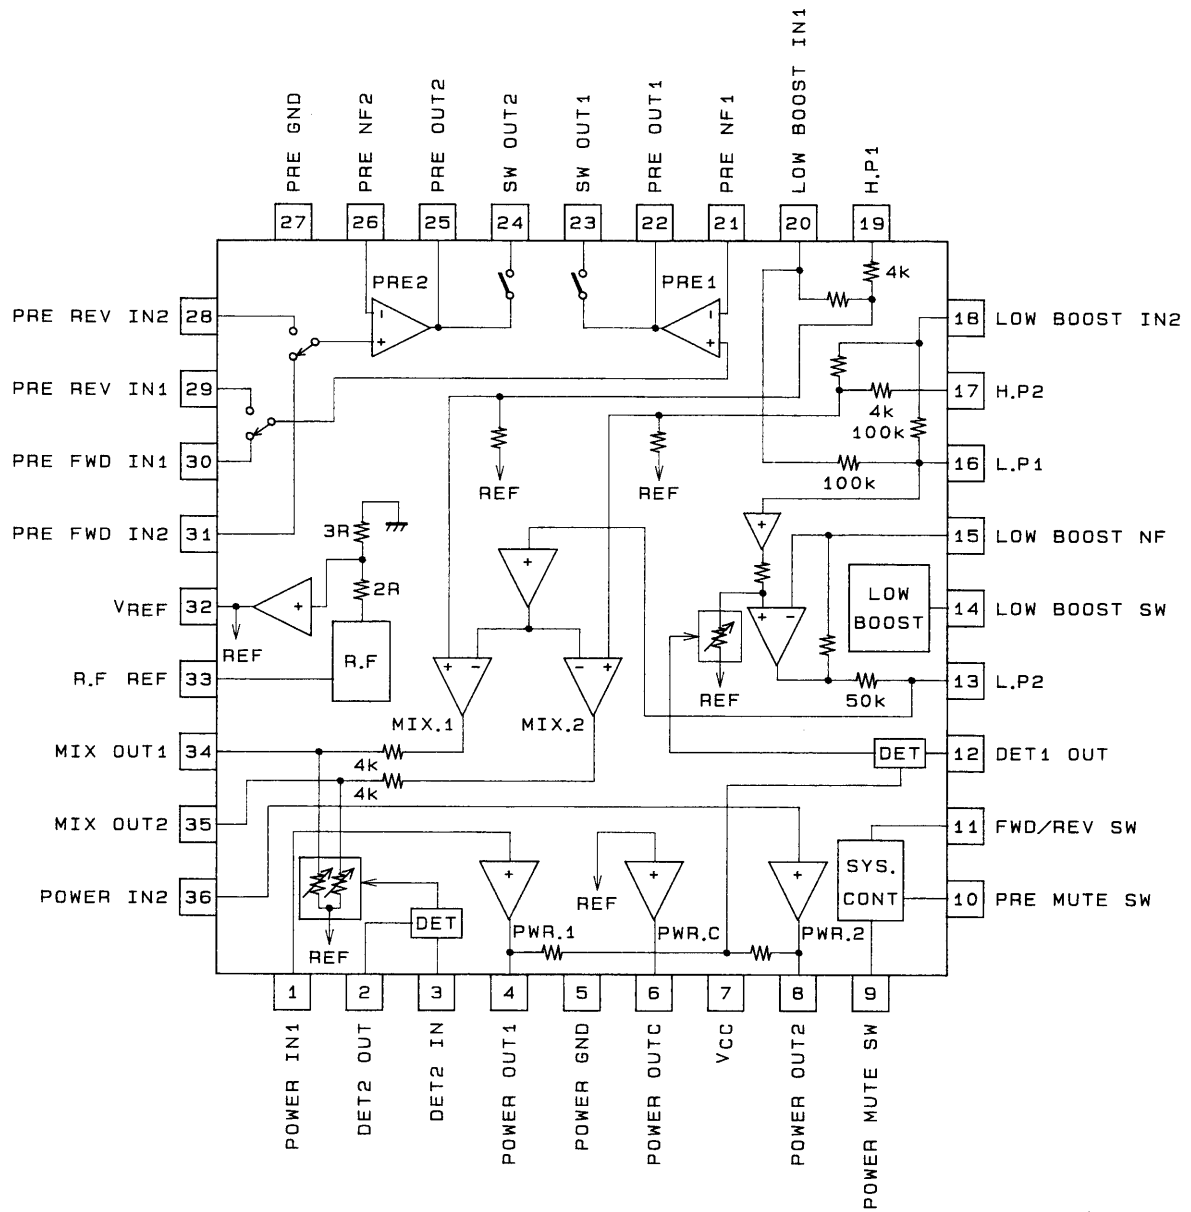 PRE GND
PRE NF2
PRE OUT2
SW OUT2
SW OUT1
PRE OUT1
PRE NF1
LOW BOOST IN1
H.P1
27
26
25
24
23
22
21
20
19
PRE2
PRE1
4k
PRE REV IN2 28
18 LOW BOOST IN2
PRE REV IN1 29
17 H.P2
4k
100k
PRE FWD IN1 30
16 L.P1
100k
REF
REF
PRE FWD IN2 31
15 LOW BOOST NF
3R
2R
VREF 32
REF
LOW
BOOST
14 LOW BOOST SW
R.F REF 33
R.F
REF
13 L.P2
50k
MIX.1
MIX.2
MIX OUT1 34
4k
DET
12 DET1 OUT
4k
MIX OUT2 35
11 FWD/REV SW
SYS.
CONT
POWER IN2 36
10 PRE MUTE SW
REF
DET
PWR.1
PWR.C
PWR.2
REF
+
-
+
-
+
+
+
+
-
+
+
-
-
+
+
+
+
1
2
3
4
5
6
7
8
9
POWER IN1
DET2 OUT
DET2 IN
POWER OUT1
POWER GND
POWER OUTC
VCC
POWER OUT2
POWER MUTE SW